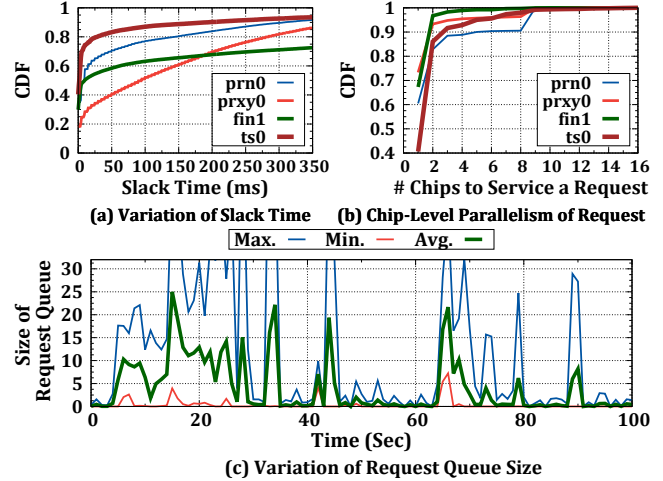 CDF
1
0.8
0.6
0.4
0.2
0
prn0
prxy0
fin1
ts0
0 50 100 150 200 250 300 350
Slack Time (ms)
(a) Variation of Slack Time
CDF
1
0.9
0.8
0.7
0.6
0.5
0.4
prn0
prxy0
fin1
ts0
0 2 4 6 8 10 12 14 16
# Chips to Service a Request
(b) Chip-Level Parallelism of Request
Max. Min. Avg.
Size of
Request Queue
30
25
20
15
10
5
0
0 20 40 60 80 100
Time (Sec)
(c) Variation of Request Queue Size